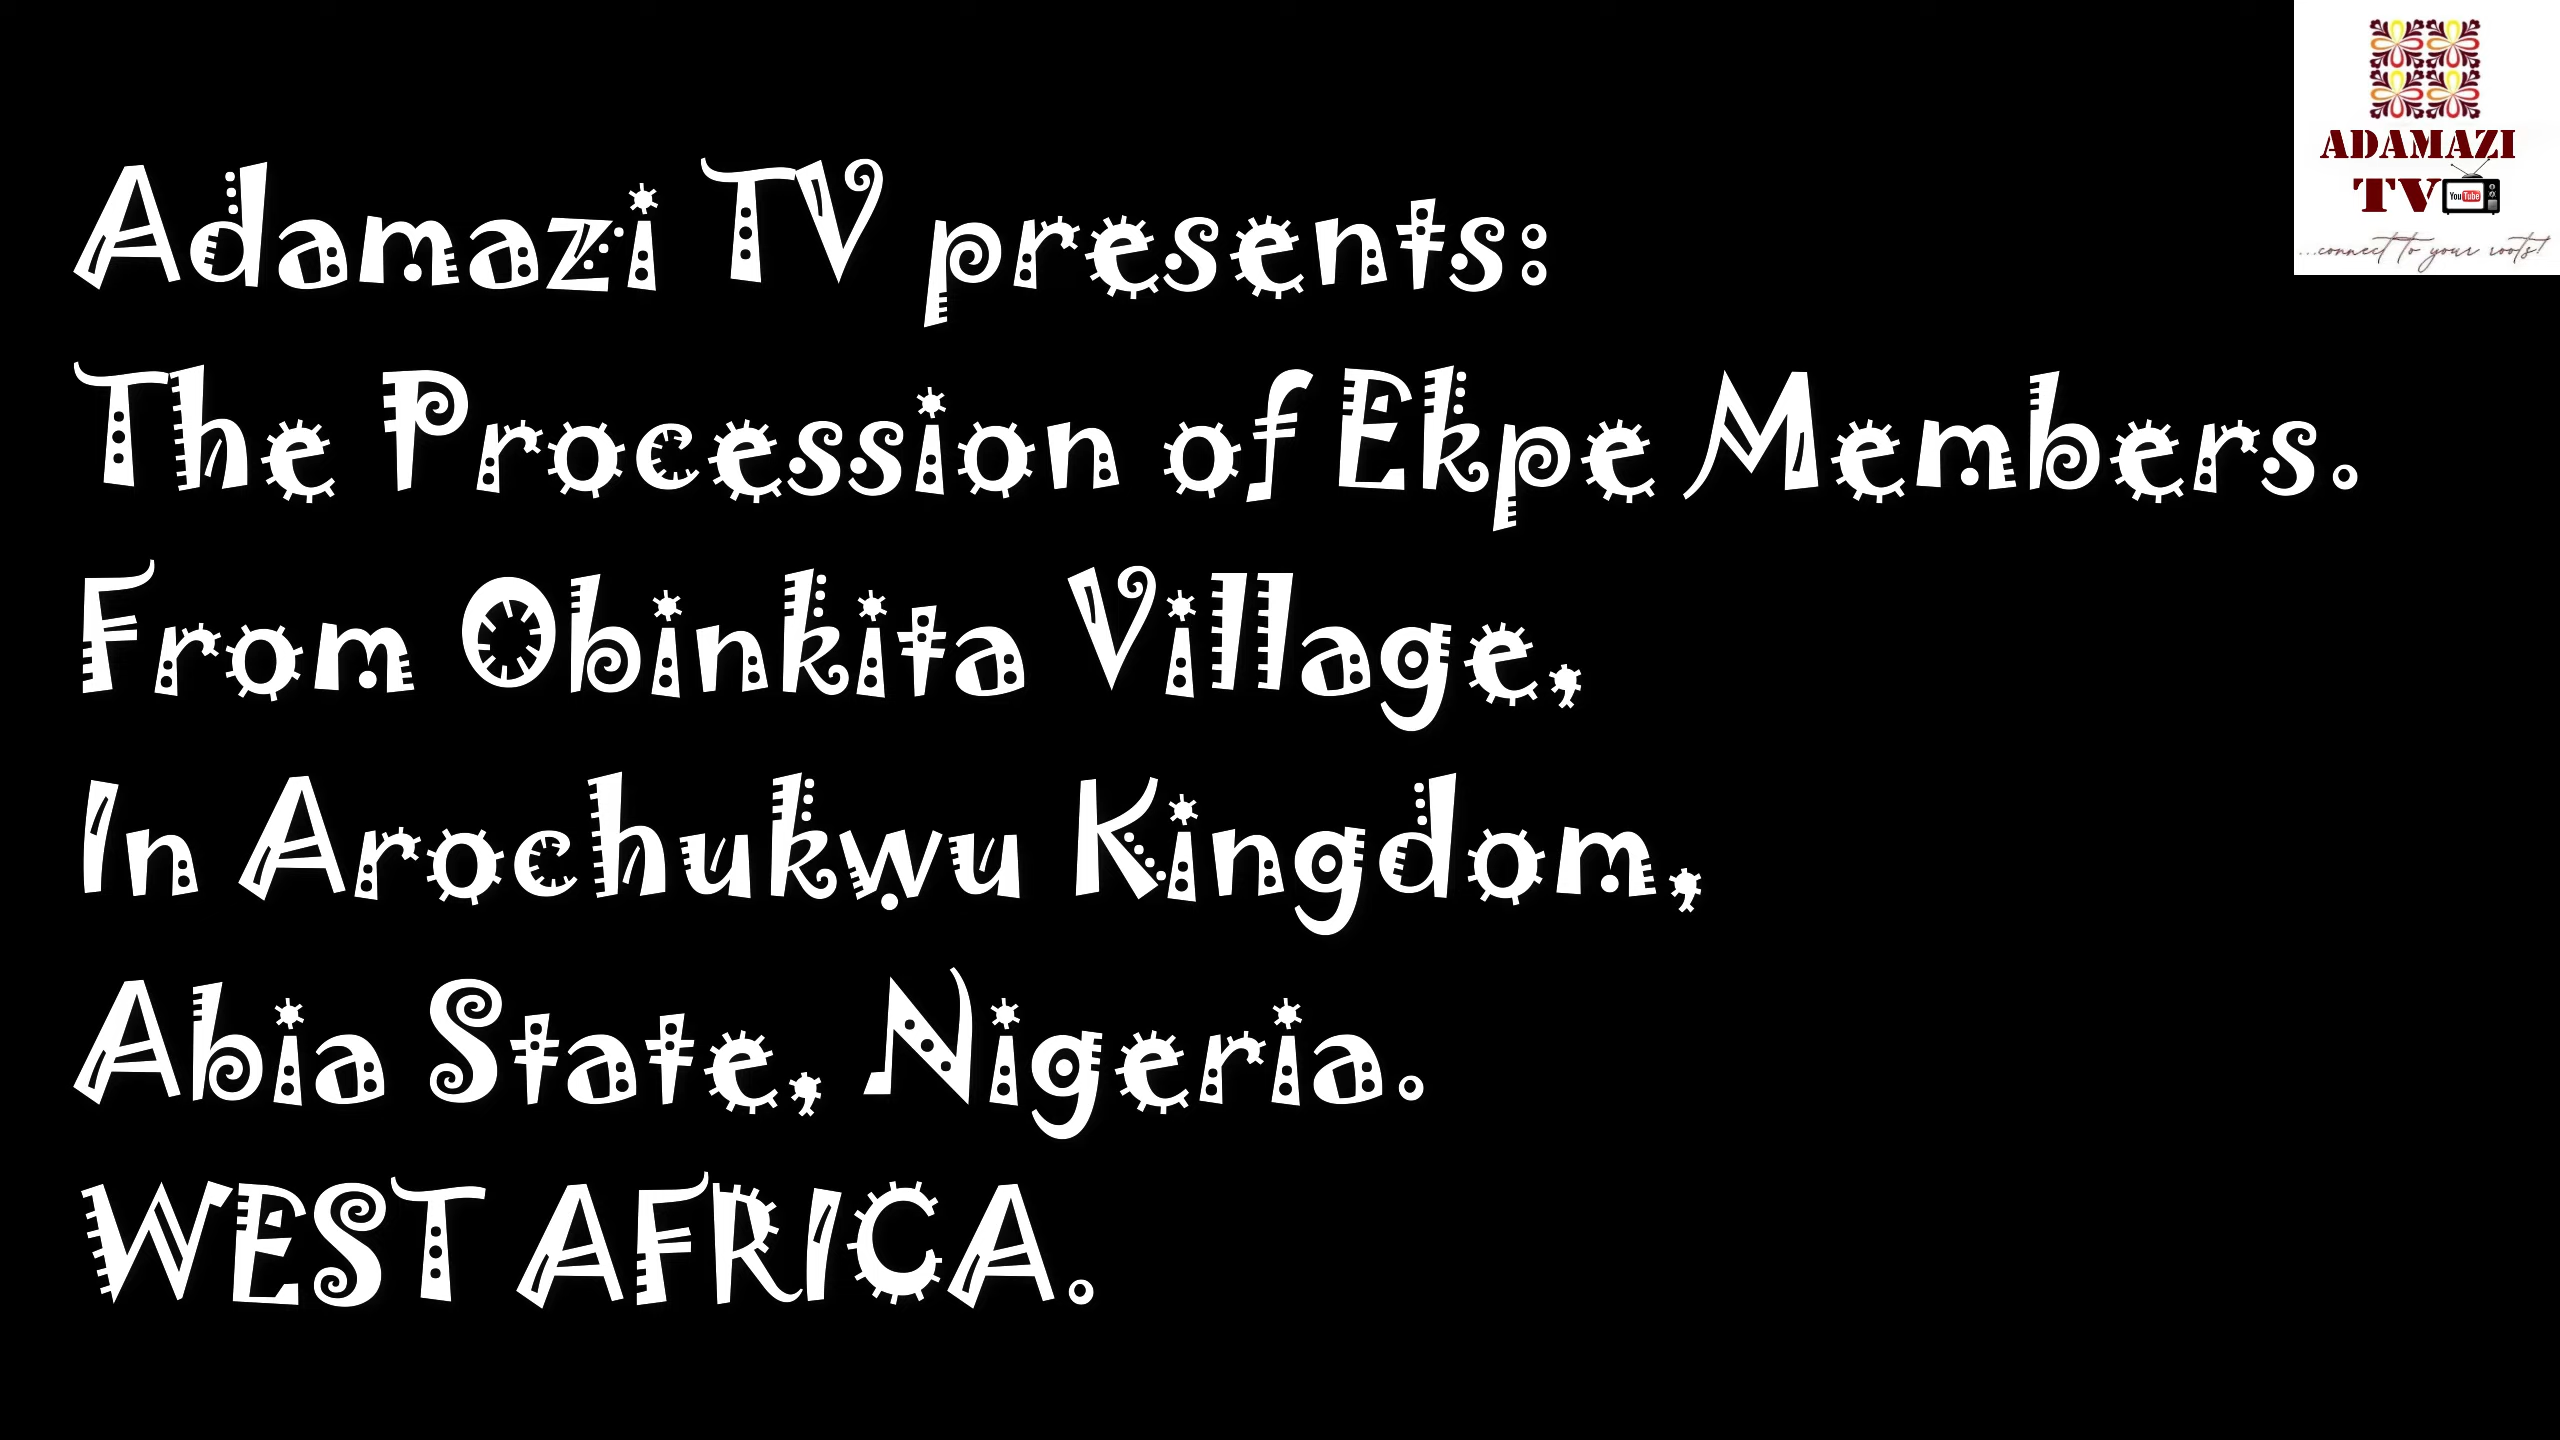 Adamazi TV presents:
The Procession of Ekpe Members.
From Obinkita Village,
In Arochukwu Kingdom,
Abia State, Nigeria.
WEST AFRICA.
ADAMAZI
TV
YouTube
...connect to your roots!